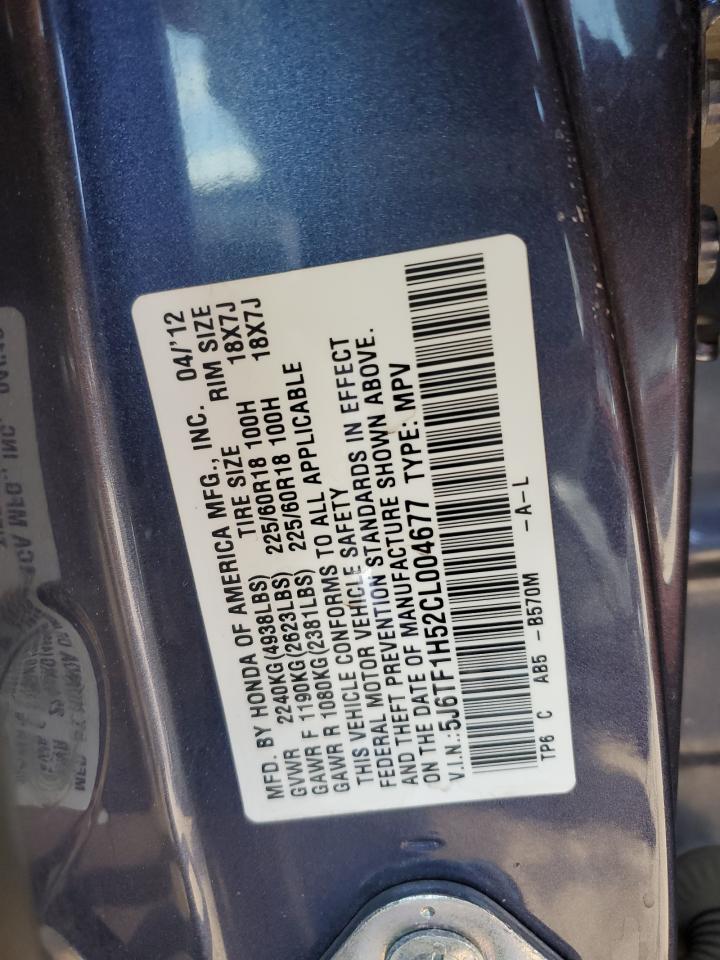 MFD. BY HONDA OF AMERICA MFG., INC. 04/'12
GVWR 2240KG(4938LBS) TIRE SIZE RIM SIZE
GAWR F 1190KG(2623LBS) 225/60R18 100H 18X7J
GAWR R 1080KG(2381LBS) 225/60R18 100H 18X7J
THIS VEHICLE CONFORMS TO ALL APPLICABLE
FEDERAL MOTOR VEHICLE SAFETY STANDARDS IN EFFECT
AND THEFT PREVENTION STANDARD SHOWN ABOVE.
ON THE DATE OF MANUFACTURE
V.I.N.:5J6TF1H52CL004677 TYPE: MPV
TP6 C AB5 -B570M -A-L